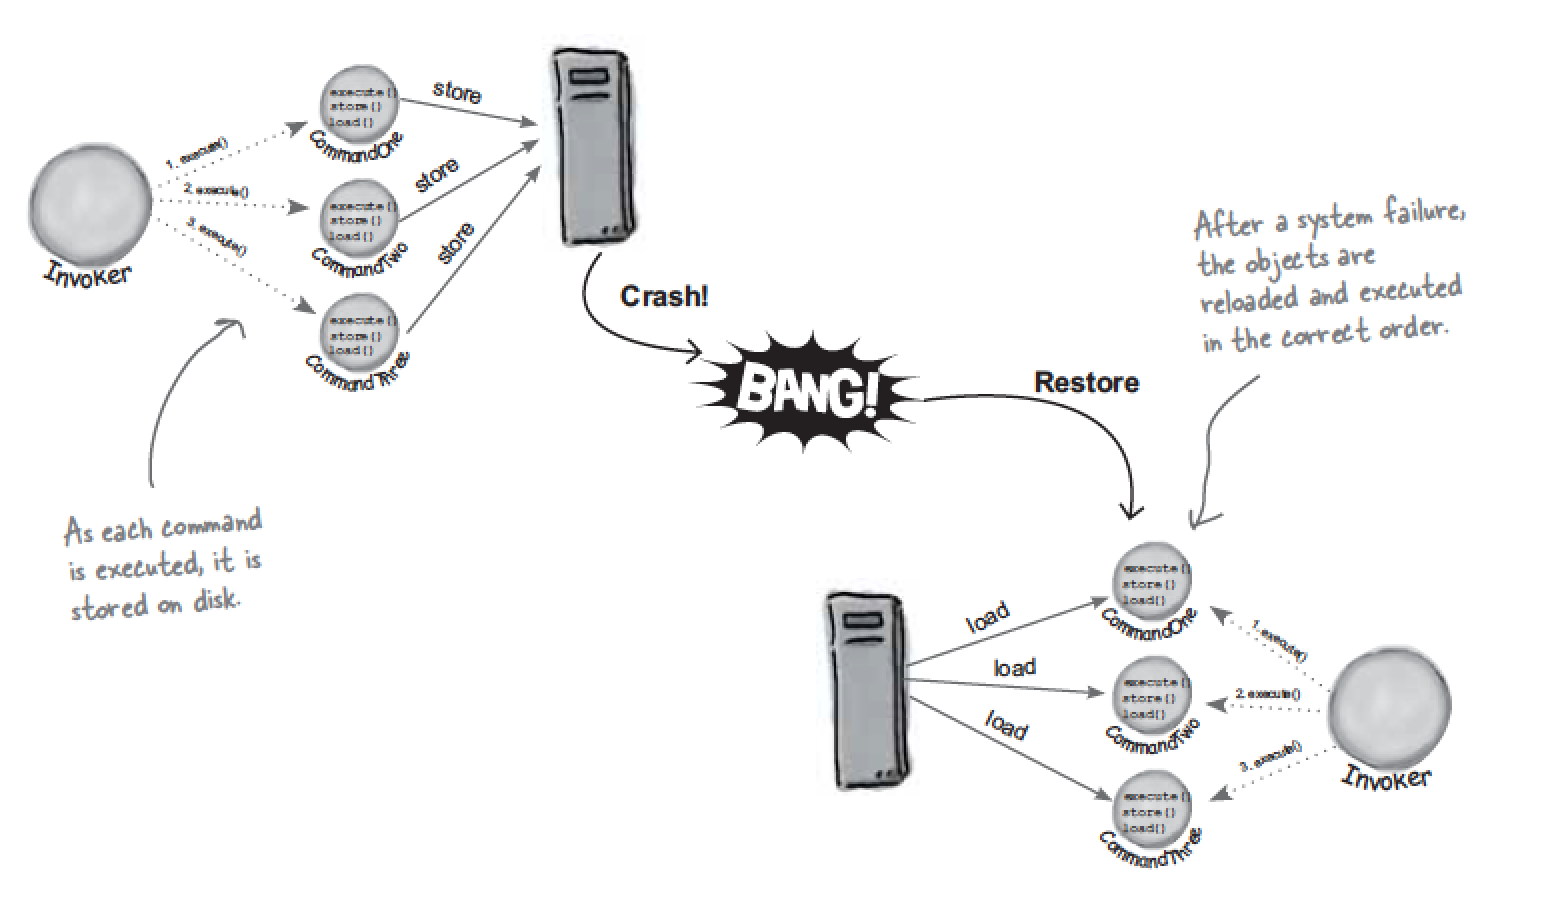 execute()
store()
load()
CommandOne
store
1. execute()
2. execute()
3. execute()
Invoker
execute()
store()
load()
CommandTwo
store
execute()
store()
load()
CommandThree
store
As each command
is executed, it is
stored on disk.
Crash!
BANG!
Restore
After a system failure,
the objects are
reloaded and executed
in the correct order.
load
load
load
execute()
store()
load()
CommandOne
execute()
store()
load()
CommandTwo
execute()
store()
load()
CommandThree
1. execute()
2. execute()
3. execute()
Invoker